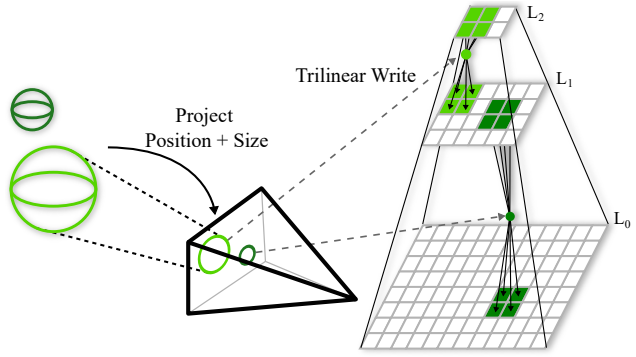 L₂
Trilinear Write
L₁
Project
Position + Size
L₀